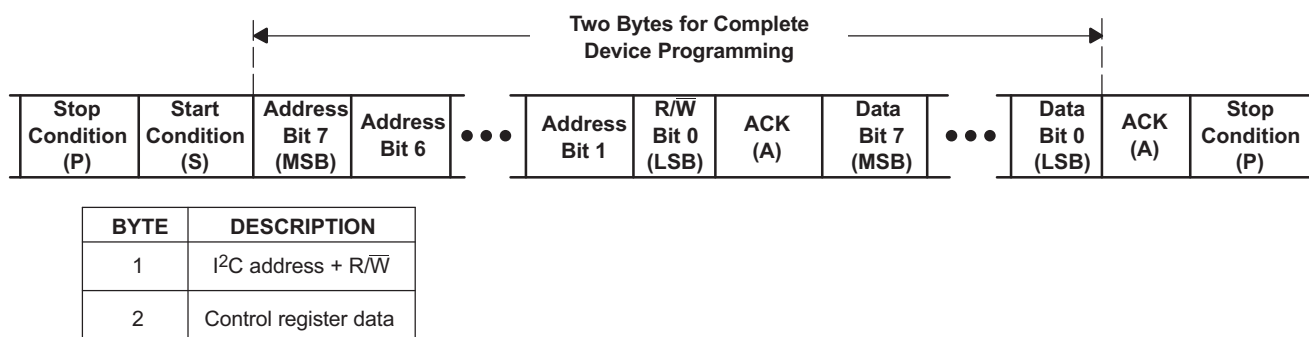 Two Bytes for Complete
Device Programming
Stop
Condition
(P)
Start
Condition
(S)
Address
Bit 7
(MSB)
Address
Bit 6
•••
Address
Bit 1
R/W̅
Bit 0
(LSB)
ACK
(A)
Data
Bit 7
(MSB)
•••
Data
Bit 0
(LSB)
ACK
(A)
Stop
Condition
(P)
BYTE DESCRIPTION
1 I²C address + R/W̅
2 Control register data